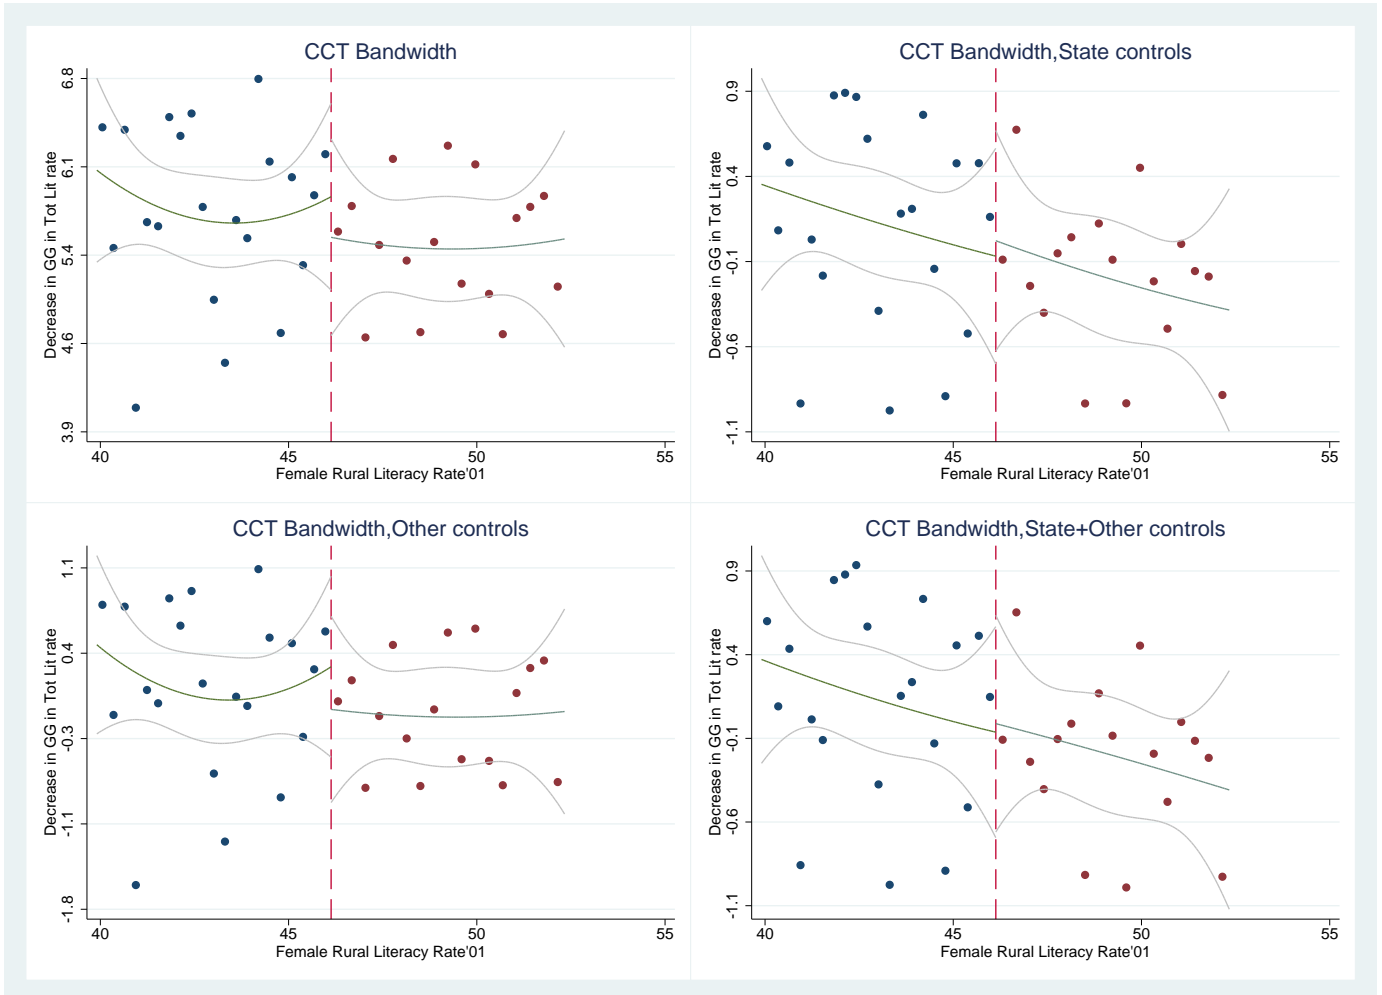 CCT Bandwidth
Decrease in GG in Tot Lit rate
6.8
6.1
5.4
4.6
3.9
40 45 50 55
Female Rural Literacy Rate'01
CCT Bandwidth,State controls
Decrease in GG in Tot Lit rate
0.9
0.4
-0.1
-0.6
-1.1
40 45 50 55
Female Rural Literacy Rate'01
CCT Bandwidth,Other controls
Decrease in GG in Tot Lit rate
1.1
0.4
-0.3
-1.1
-1.8
40 45 50 55
Female Rural Literacy Rate'01
CCT Bandwidth,State+Other controls
Decrease in GG in Tot Lit rate
0.9
0.4
-0.1
-0.6
-1.1
40 45 50 55
Female Rural Literacy Rate'01